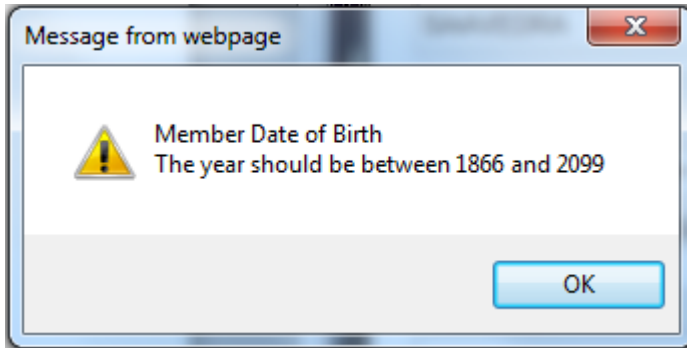 Message from webpage
Member Date of Birth
The year should be between 1866 and 2099
OK